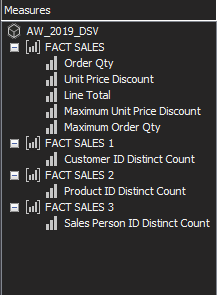 Measures
AW_2019_DSV
FACT SALES
Order Qty
Unit Price Discount
Line Total
Maximum Unit Price Discount
Maximum Order Qty
FACT SALES 1
Customer ID Distinct Count
FACT SALES 2
Product ID Distinct Count
FACT SALES 3
Sales Person ID Distinct Count